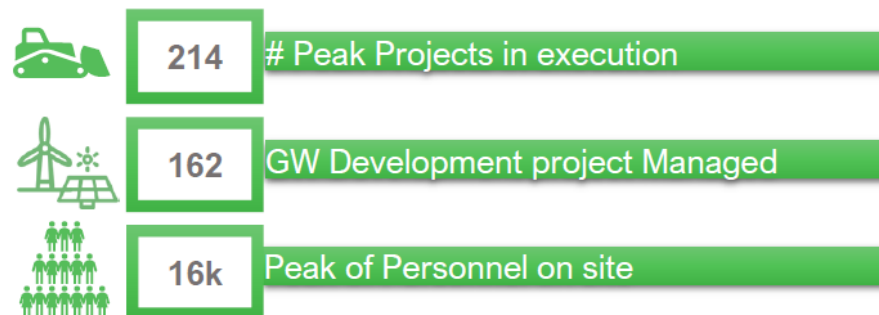 214 # Peak Projects in execution
162 GW Development project Managed
16k Peak of Personnel on site